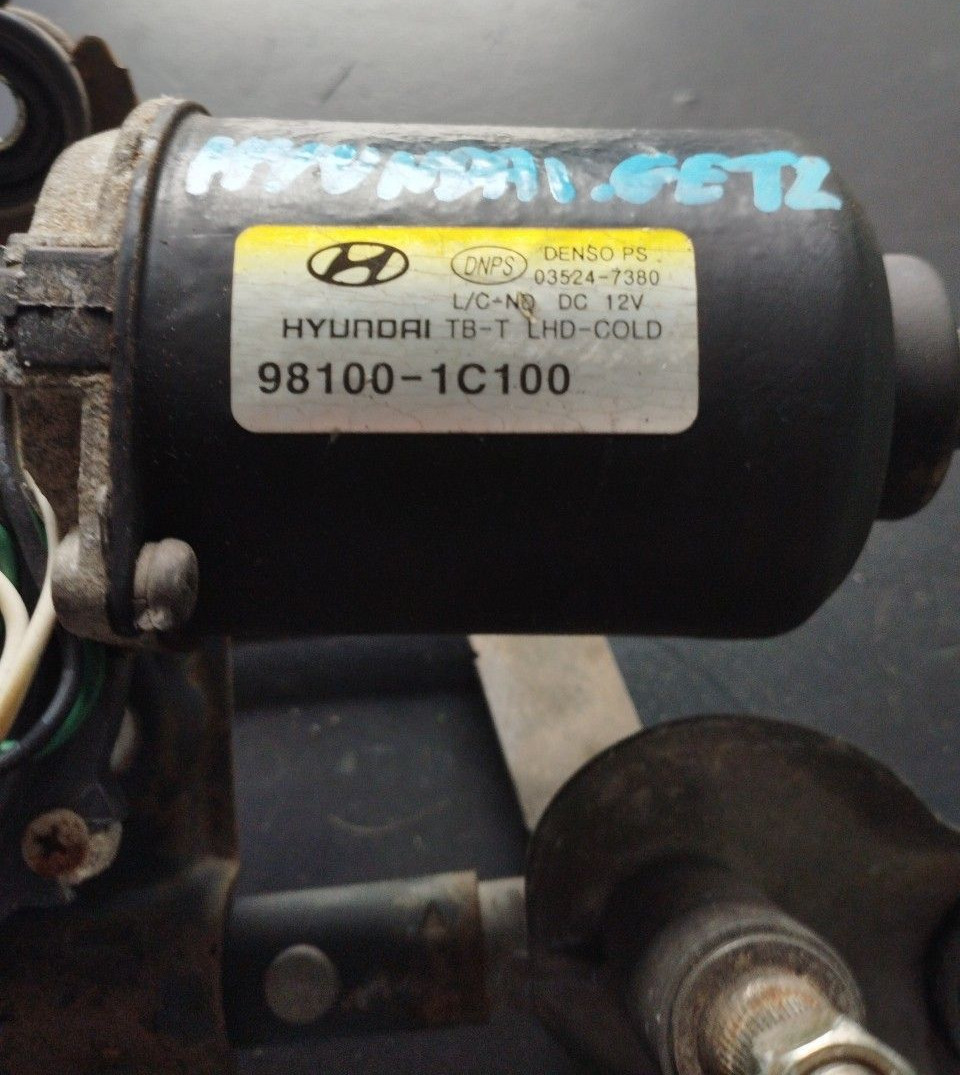 HYUNDAI.GETZ
DNPS DENSO PS
03524-7380
L/C-NO DC 12V
HYUNDAI TB-T LHD-COLD
98100-1C100